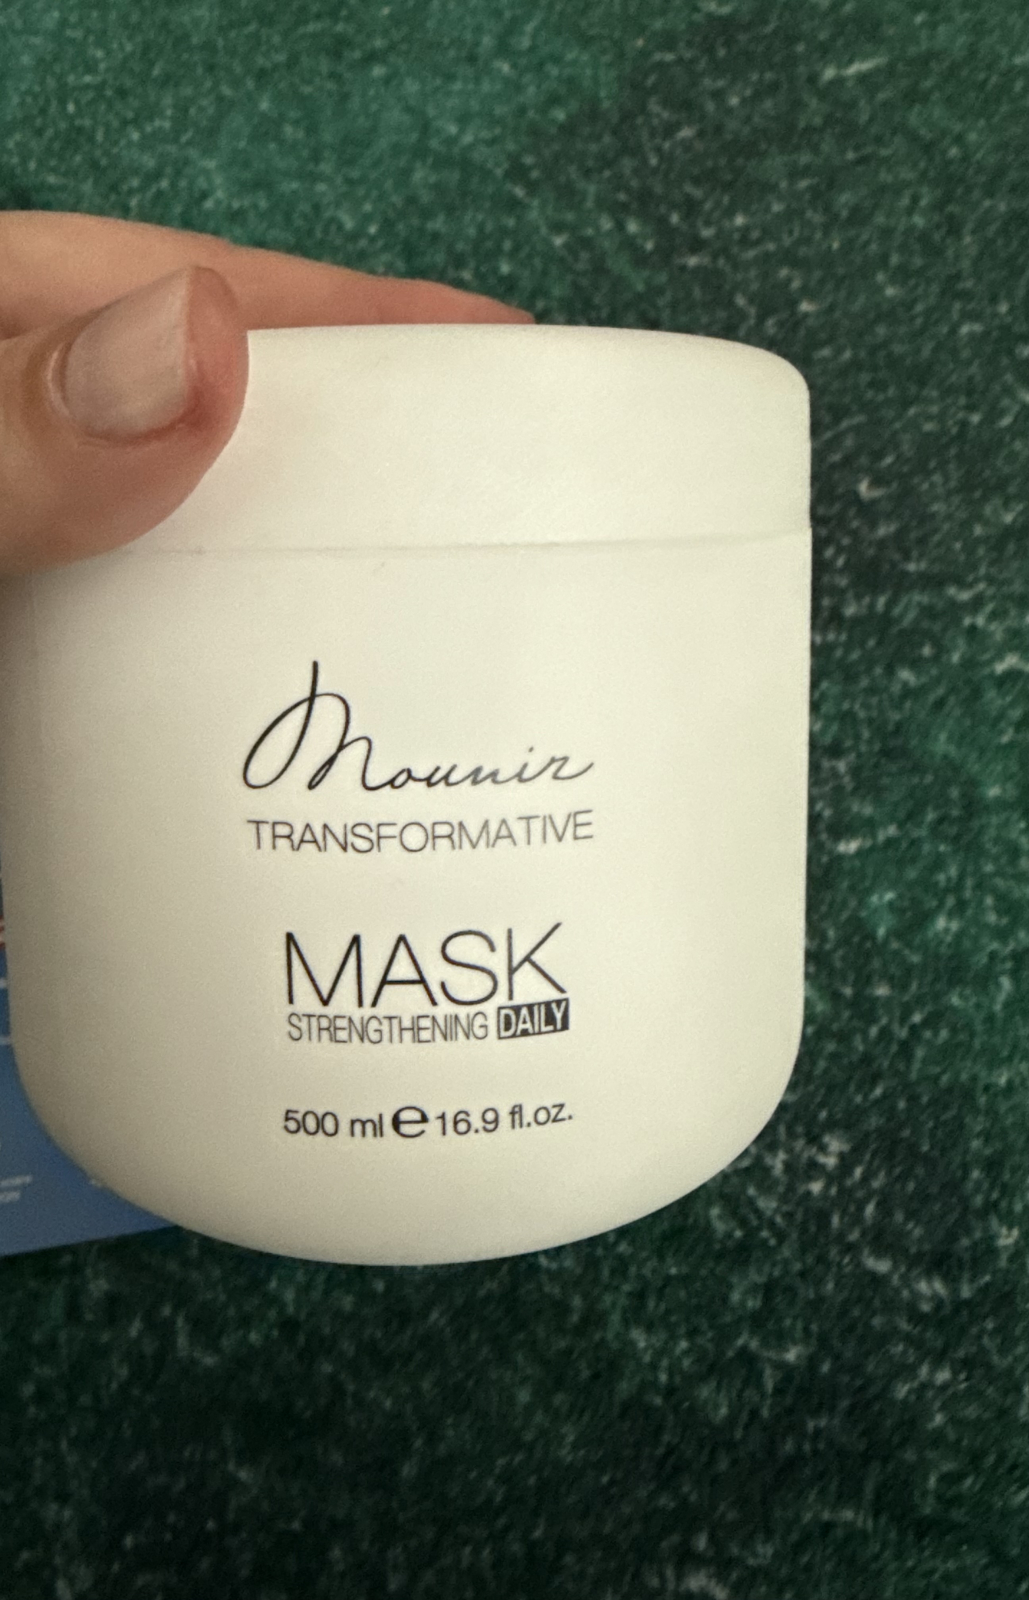 Mounir
TRANSFORMATIVE
MASK
STRENGTHENING DAILY
500 ml e 16.9 fl.oz.